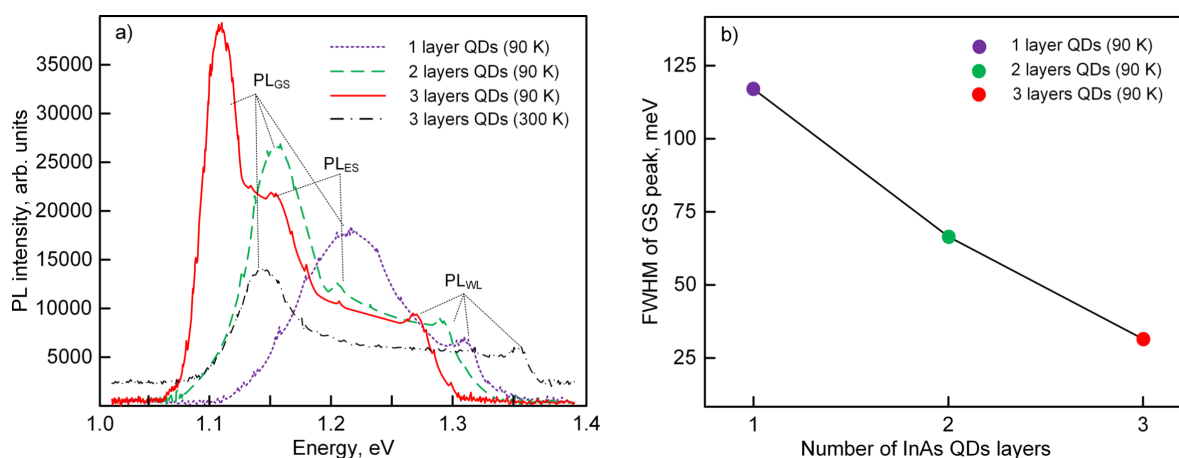 a)
1 layer QDs (90 K)
2 layers QDs (90 K)
3 layers QDs (90 K)
3 layers QDs (300 K)
PLGS
PLES
PLWL
PL intensity, arb. units
35000
30000
25000
20000
15000
10000
5000
1.0
1.1
1.2
1.3
1.4
Energy, eV
b)
1 layer QDs (90 K)
2 layers QDs (90 K)
3 layers QDs (90 K)
FWHM of GS peak, meV
125
100
75
50
25
1
2
3
Number of InAs QDs layers